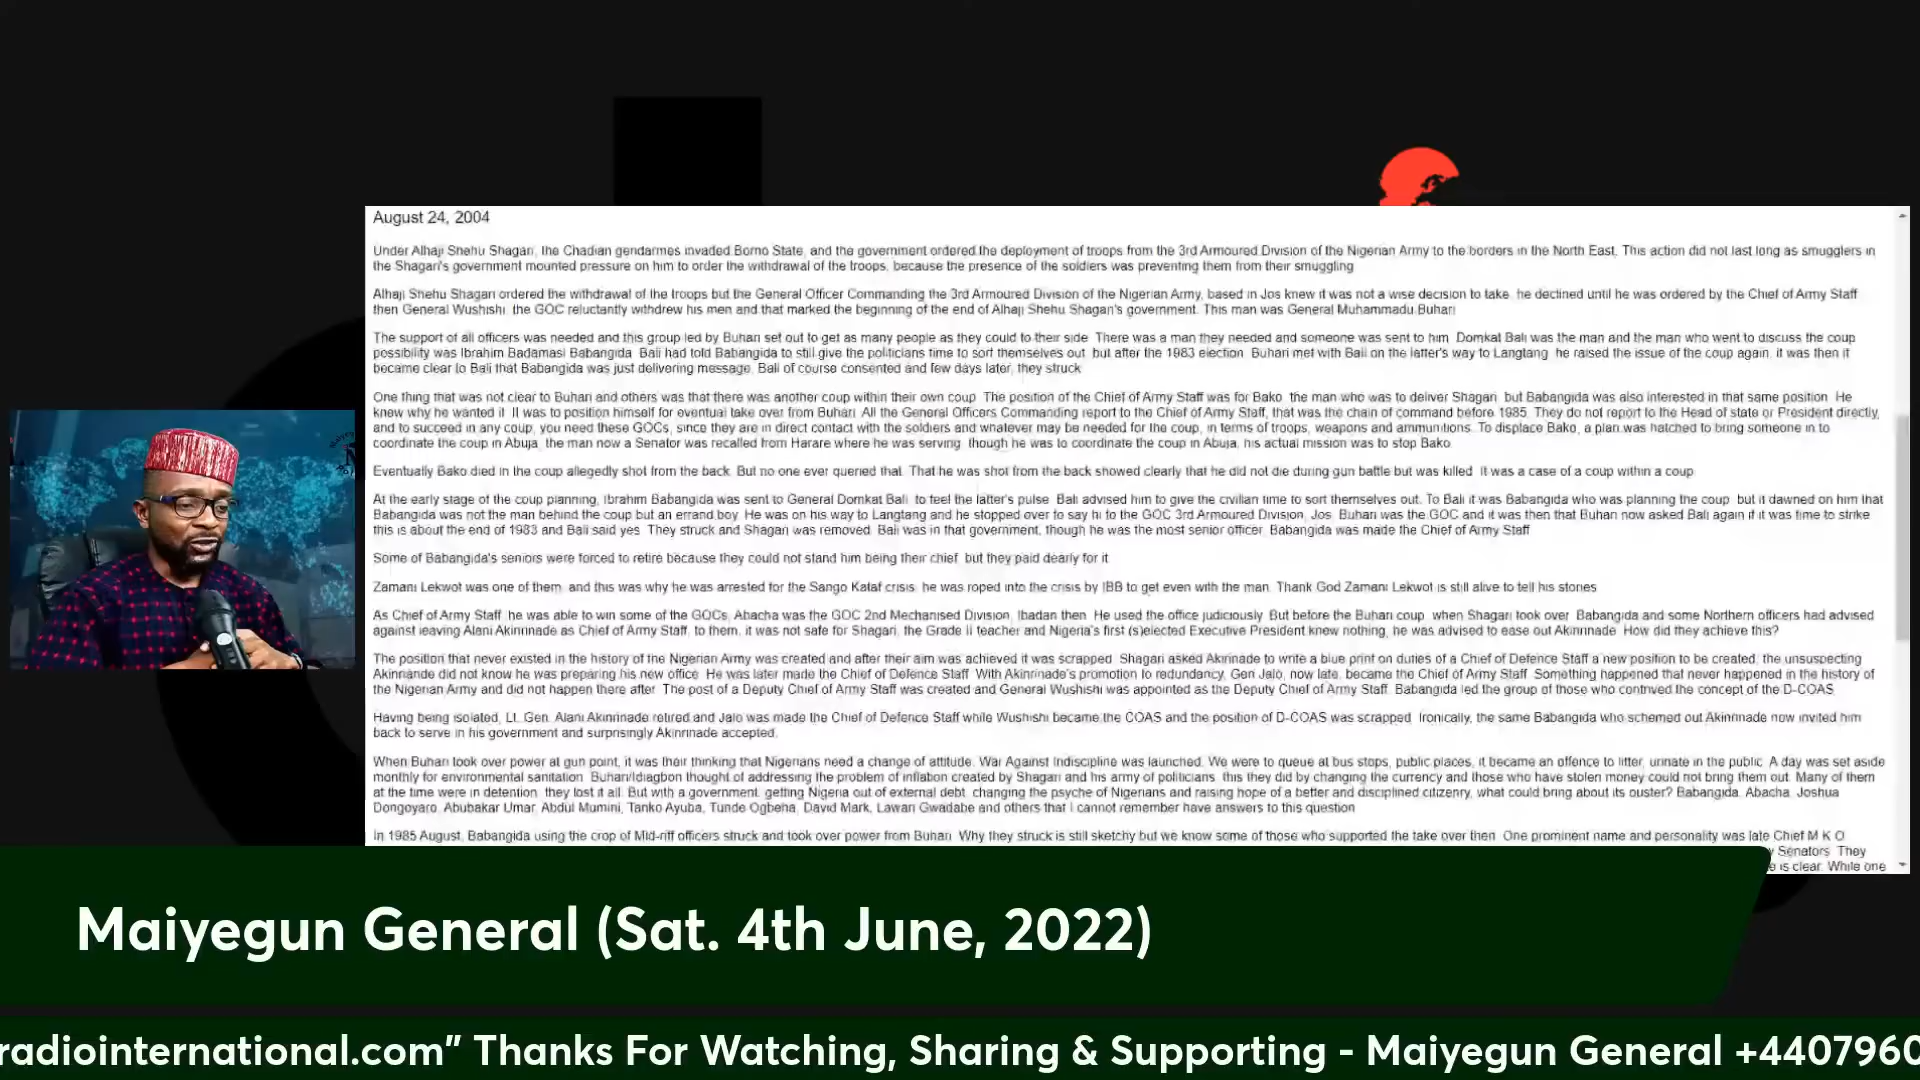 August 24, 2004
Under Alhaji Shehu Shagari, the Chadian gendarmes invaded Borno State, and the government ordered the deployment of troops from the 3rd Armoured Division of the Nigerian Army to the borders in the North East. This action did not last long as smugglers in
the Shagari's government mounted pressure on him to order the withdrawal of the troops, because the presence of the soldiers was preventing them from their smuggling
Alhaji Shehu Shagari ordered the withdrawal of the troops but the General Officer Commanding the 3rd Armoured Division of the Nigerian Army, based in Jos knew it was not a wise decision to take, he declined until he was ordered by the Chief of Army Staff
then General Wushishi, the GOC reluctantly withdrew his men and that marked the beginning of the end of Alhaji Shehu Shagari's government. This man was General Muhammadu Buhari
The support of all officers was needed and this group led by Buhari set out to get as many people as they could to their side. There was a man they needed and someone was sent to him. Domkat Bali was the man and the man who went to discuss the coup
possibility was Ibrahim Badamasi Babangida. Bali had told Babangida to still give the politicians time to sort themselves out, but after the 1983 election, Buhari met with Bali on the latter's way to Langtang, he raised the issue of the coup again, it was then it
became clear to Bali that Babangida was just delivering message. Bali of course consented and few days later, they struck
One thing that was not clear to Buhari and others was that there was another coup within their own coup. The position of the Chief of Army Staff was for Bako, the man who was to deliver Shagari, but Babangida was also interested in that same position. He
knew why he wanted it. It was to position himself for eventual take over from Buhari. All the General Officers Commanding report to the Chief of Army Staff, that was the chain of command before 1985. They do not report to the Head of state or President directly,
and to succeed in any coup, you need these GOCs, since they are in direct contact with the soldiers and whatever may be needed for the coup, in terms of troops, weapons and ammunitions. To displace Bako, a plan was hatched to bring someone in to
coordinate the coup in Abuja, the man now a Senator was recalled from Harare where he was serving, though he was to coordinate the coup in Abuja, his actual mission was to stop Bako.
Eventually Bako died in the coup allegedly shot from the back. But no one ever queried that. That he was shot from the back showed clearly that he did not die during gun battle but was killed. It was a case of a coup within a coup.
At the early stage of the coup planning, Ibrahim Babangida was sent to General Domkat Bali, to feel the latter's pulse. Bali advised him to give the civilian time to sort themselves out. To Bali it was Babangida who was planning the coup, but it dawned on him that
Babangida was not the man behind the coup but an errand boy. He was on his way to Langtang and he stopped over to say hi to the GOC 3rd Armoured Division, Jos. Buhari was the GOC and it was then that Buhari now asked Bali again if it was time to strike
this is about the end of 1983 and Bali said yes. They struck and Shagari was removed. Bali was in that government, though he was the most senior officer. Babangida was made the Chief of Army Staff
Some of Babangida's seniors were forced to retire because they could not stand him being their chief, but they paid dearly for it
Zamani Lekwot was one of them, and this was why he was arrested for the Sango Kataf crisis, he was roped into the crisis by IBB to get even with the man. Thank God Zamani Lekwot is still alive to tell his stories
As Chief of Army Staff, he was able to win some of the GOCs, Abacha was the GOC 2nd Mechanised Division, Ibadan then. He used the office judiciously. But before the Buhari coup, when Shagari took over, Babangida and some Northern officers had advised
against leaving Alani Akinrinade as Chief of Army Staff, to them, it was not safe for Shagari, the Grade II teacher and Nigeria's first (s)elected Executive President knew nothing, he was advised to ease out Akinrinade. How did they achieve this?
The position that never existed in the history of the Nigerian Army was created and after their aim was achieved it was scrapped. Shagari asked Akinrinade to write a blue print on duties of a Chief of Defence Staff a new position to be created, the unsuspecting
Akinriande did not know he was preparing his new office. He was later made the Chief of Defence Staff. With Akinrinade's promotion to redundancy, Gen Jalo, now late, became the Chief of Army Staff. Something happened that never happened in the history of
the Nigerian Army and did not happen there after. The post of a Deputy Chief of Army Staff was created and General Wushishi was appointed as the Deputy Chief of Army Staff. Babangida led the group of those who contrived the concept of the D-COAS.
Having being isolated, Lt. Gen. Alani Akinrinade retired and Jalo was made the Chief of Defence Staff while Wushishi became the COAS and the position of D-COAS was scrapped. Ironically, the same Babangida who schemed out Akinrinade now invited him
back to serve in his government and surprisingly Akinrinade accepted.
When Buhari took over power at gun point, it was their thinking that Nigerians need a change of attitude. War Against Indiscipline was launched. We were to queue at bus stops, public places, it became an offence to litter, urinate in the public. A day was set aside
monthly for environmental sanitation. Buhari/Idiagbon thought of addressing the problem of inflation created by Shagari and his army of politicians, this they did by changing the currency and those who have stolen money could not bring them out. Many of them
at the time were in detention, they lost it all. But with a government, getting Nigeria out of external debt, changing the psyche of Nigerians and raising hope of a better and disciplined citizenry, what could bring about its ouster? Babangida, Abacha, Joshua
Dongoyaro, Abubakar Umar, Abdul Mumini, Tanko Ayuba, Tunde Ogbeha, David Mark, Lawan Gwadabe and others that I cannot remember have answers to this question
In 1985 August, Babangida using the crop of Mid-riff officers struck and took over power from Buhari. Why they struck is still sketchy but we know some of those who supported the take over then. One prominent name and personality was late Chief M K O
Senators. They
is clear. While one
Maiyegun General (Sat. 4th June, 2022)
radiointernational.com” Thanks For Watching, Sharing & Supporting - Maiyegun General +4407960